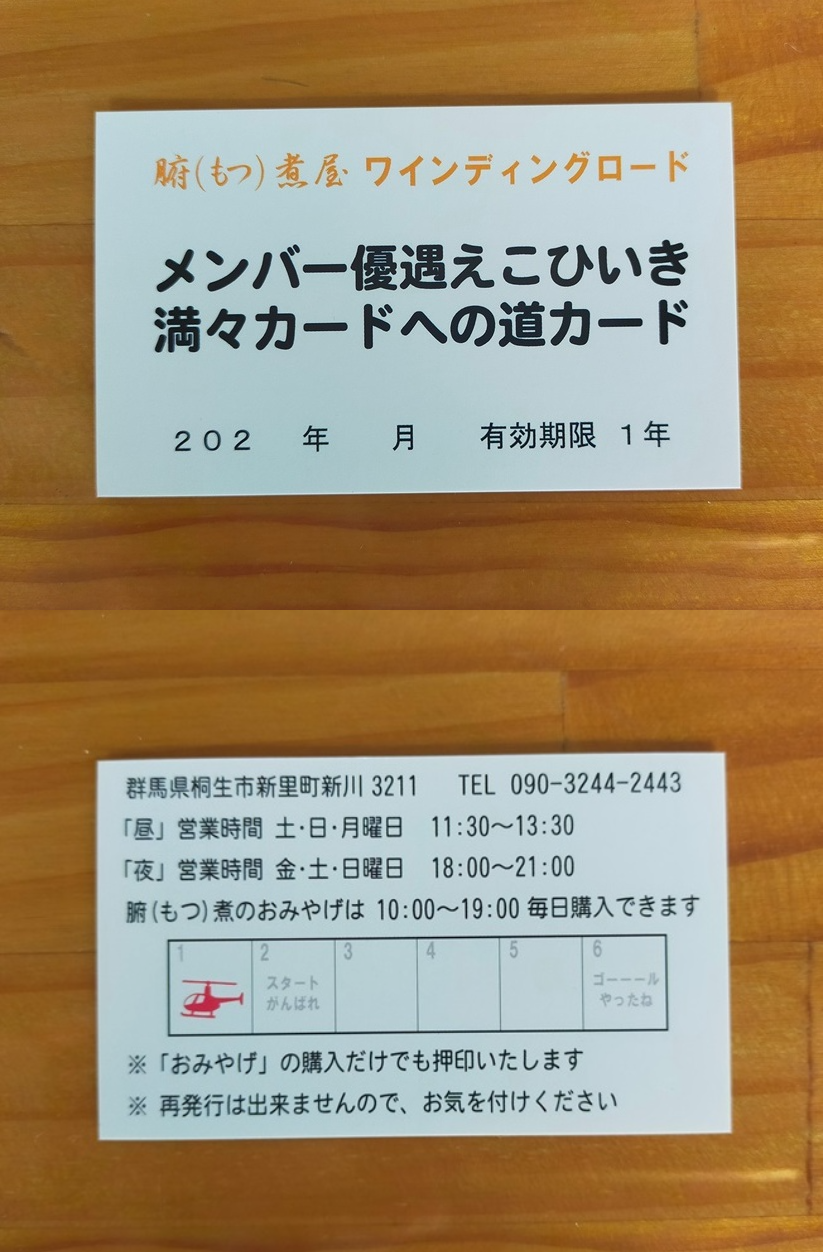 腑(もつ)煮屋 ワインディングロード
メンバー優遇えこひいき
満々カードへの道カード
202　年　月　有効期限 1年
群馬県桐生市新里町新川 3211　TEL 090-3244-2443
「昼」営業時間 土・日・月曜日　11:30〜13:30
「夜」営業時間 金・土・日曜日　18:00〜21:00
腑(もつ)煮のおみやげは 10:00〜19:00 毎日購入できます
1 2 3 4 5 6
スタート ゴーーール
がんばれ やったね
※「おみやげ」の購入だけでも押印いたします
※ 再発行は出来ませんので、お気を付けください